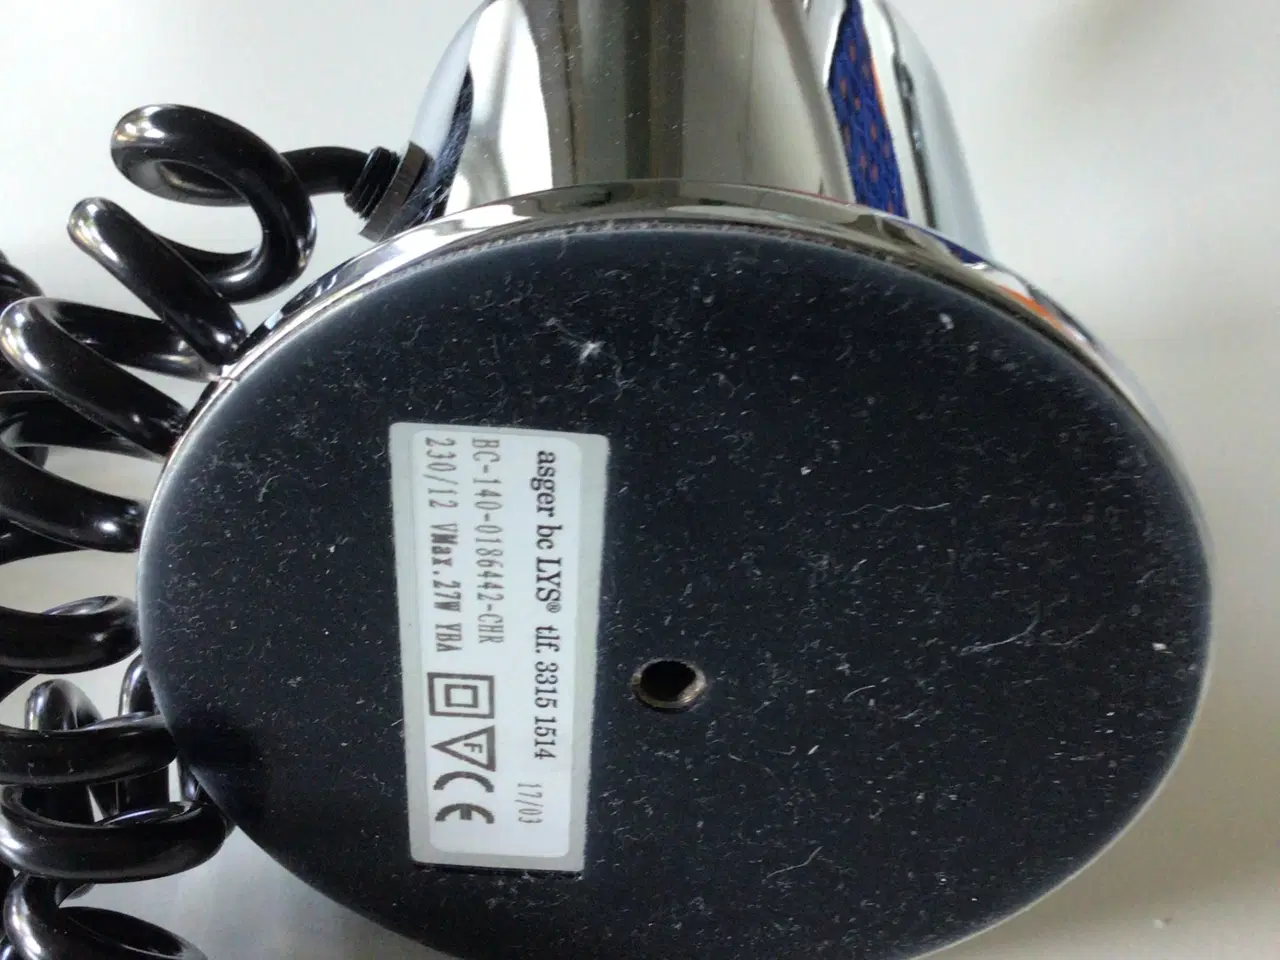 asger bc LYS® tlf. 3315 1514
17/03
BC-140-0186442-CHR
230/12 VMax.27W YBA
F CE